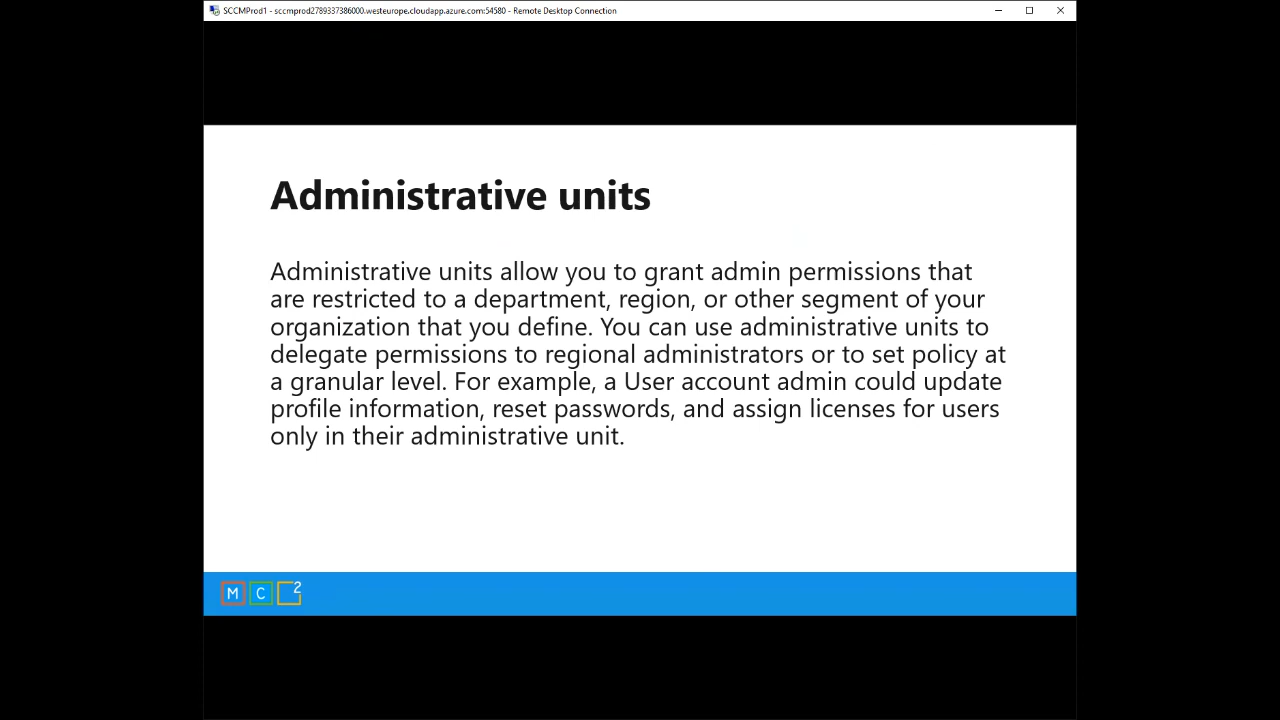 SCCMProd1 - sccmprod2789337386000.westeurope.cloudapp.azure.com:54580 - Remote Desktop Connection
Administrative units
Administrative units allow you to grant admin permissions that
are restricted to a department, region, or other segment of your
organization that you define. You can use administrative units to
delegate permissions to regional administrators or to set policy at
a granular level. For example, a User account admin could update
profile information, reset passwords, and assign licenses for users
only in their administrative unit.
M C 2